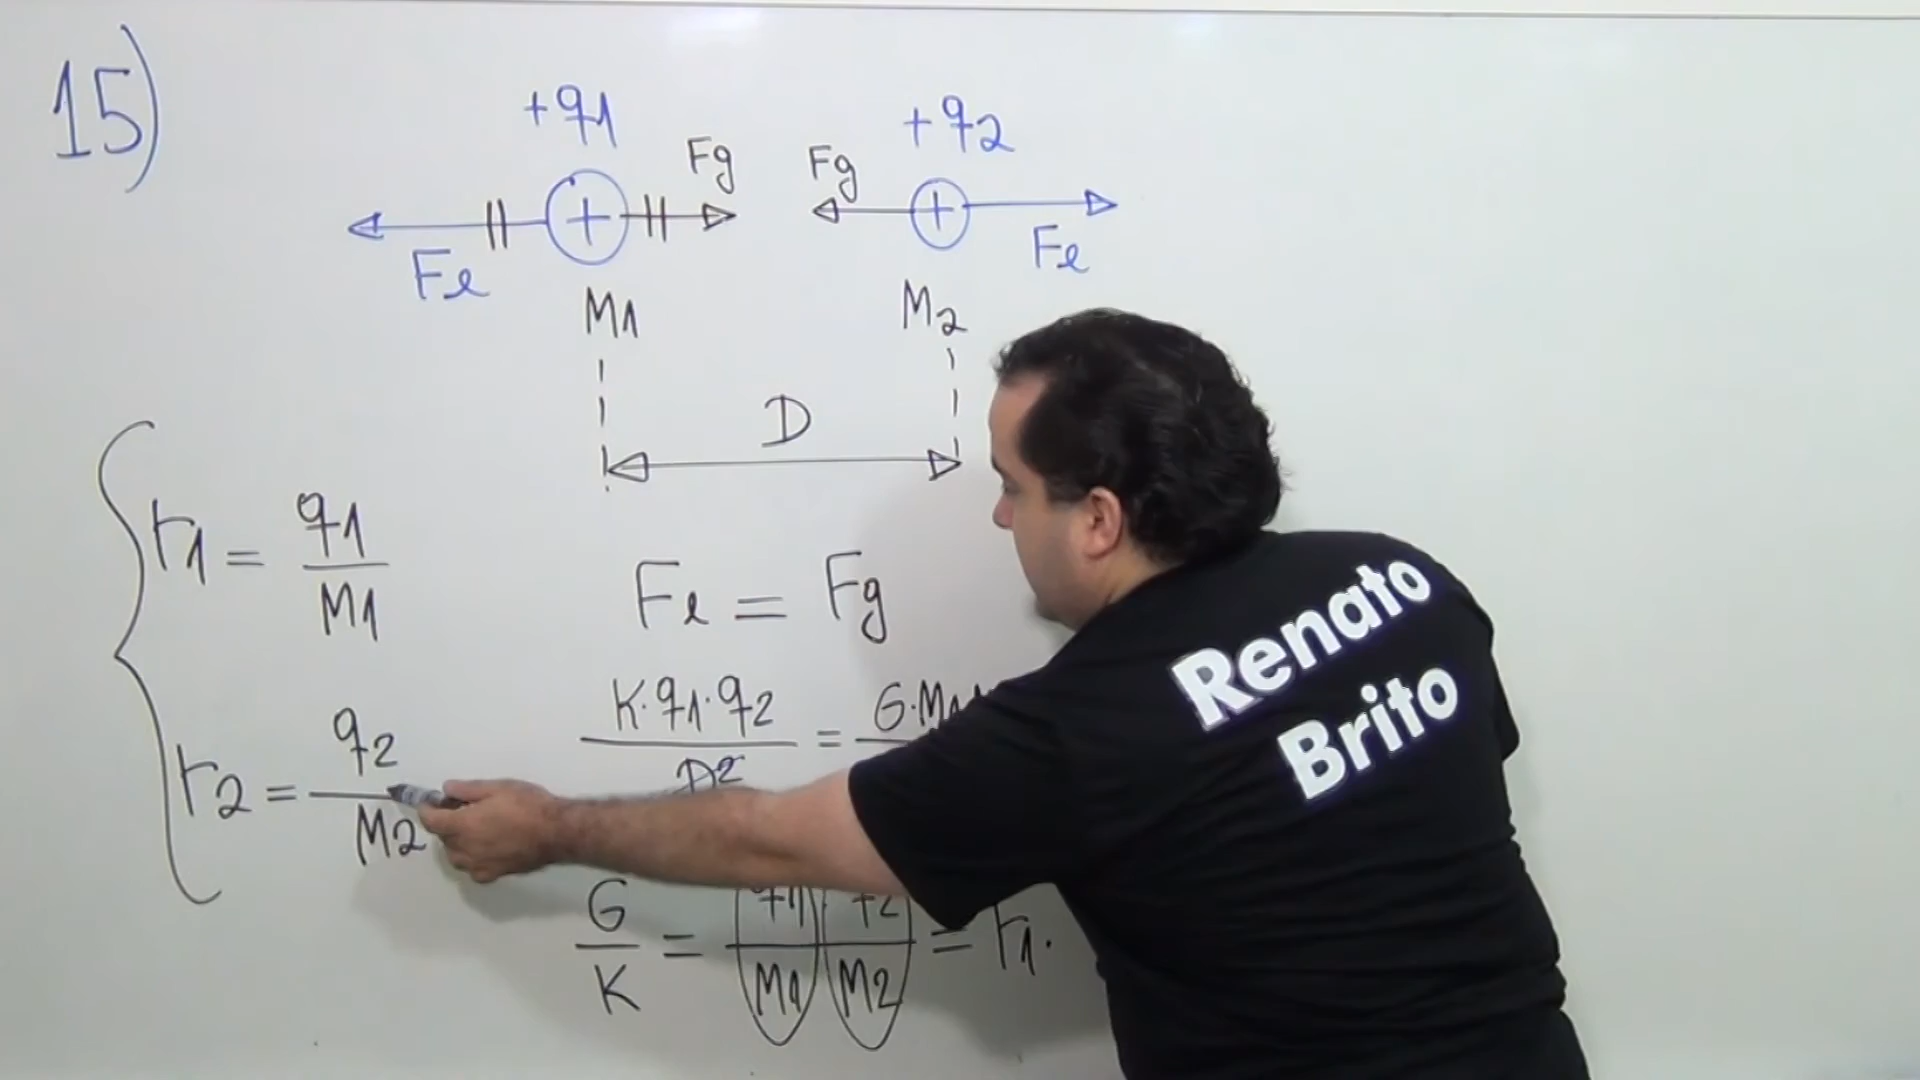 15)
+q1 +q2
Fg Fg
+ +
Fe Fe
M1 M2
D
r1 = q1 / M1
Fe = Fg
r2 = q2 / M2
K·q1·q2 / D² = G·M1
G / K = q1 / M1 q2 / M2 = r1·
Renato
Brito